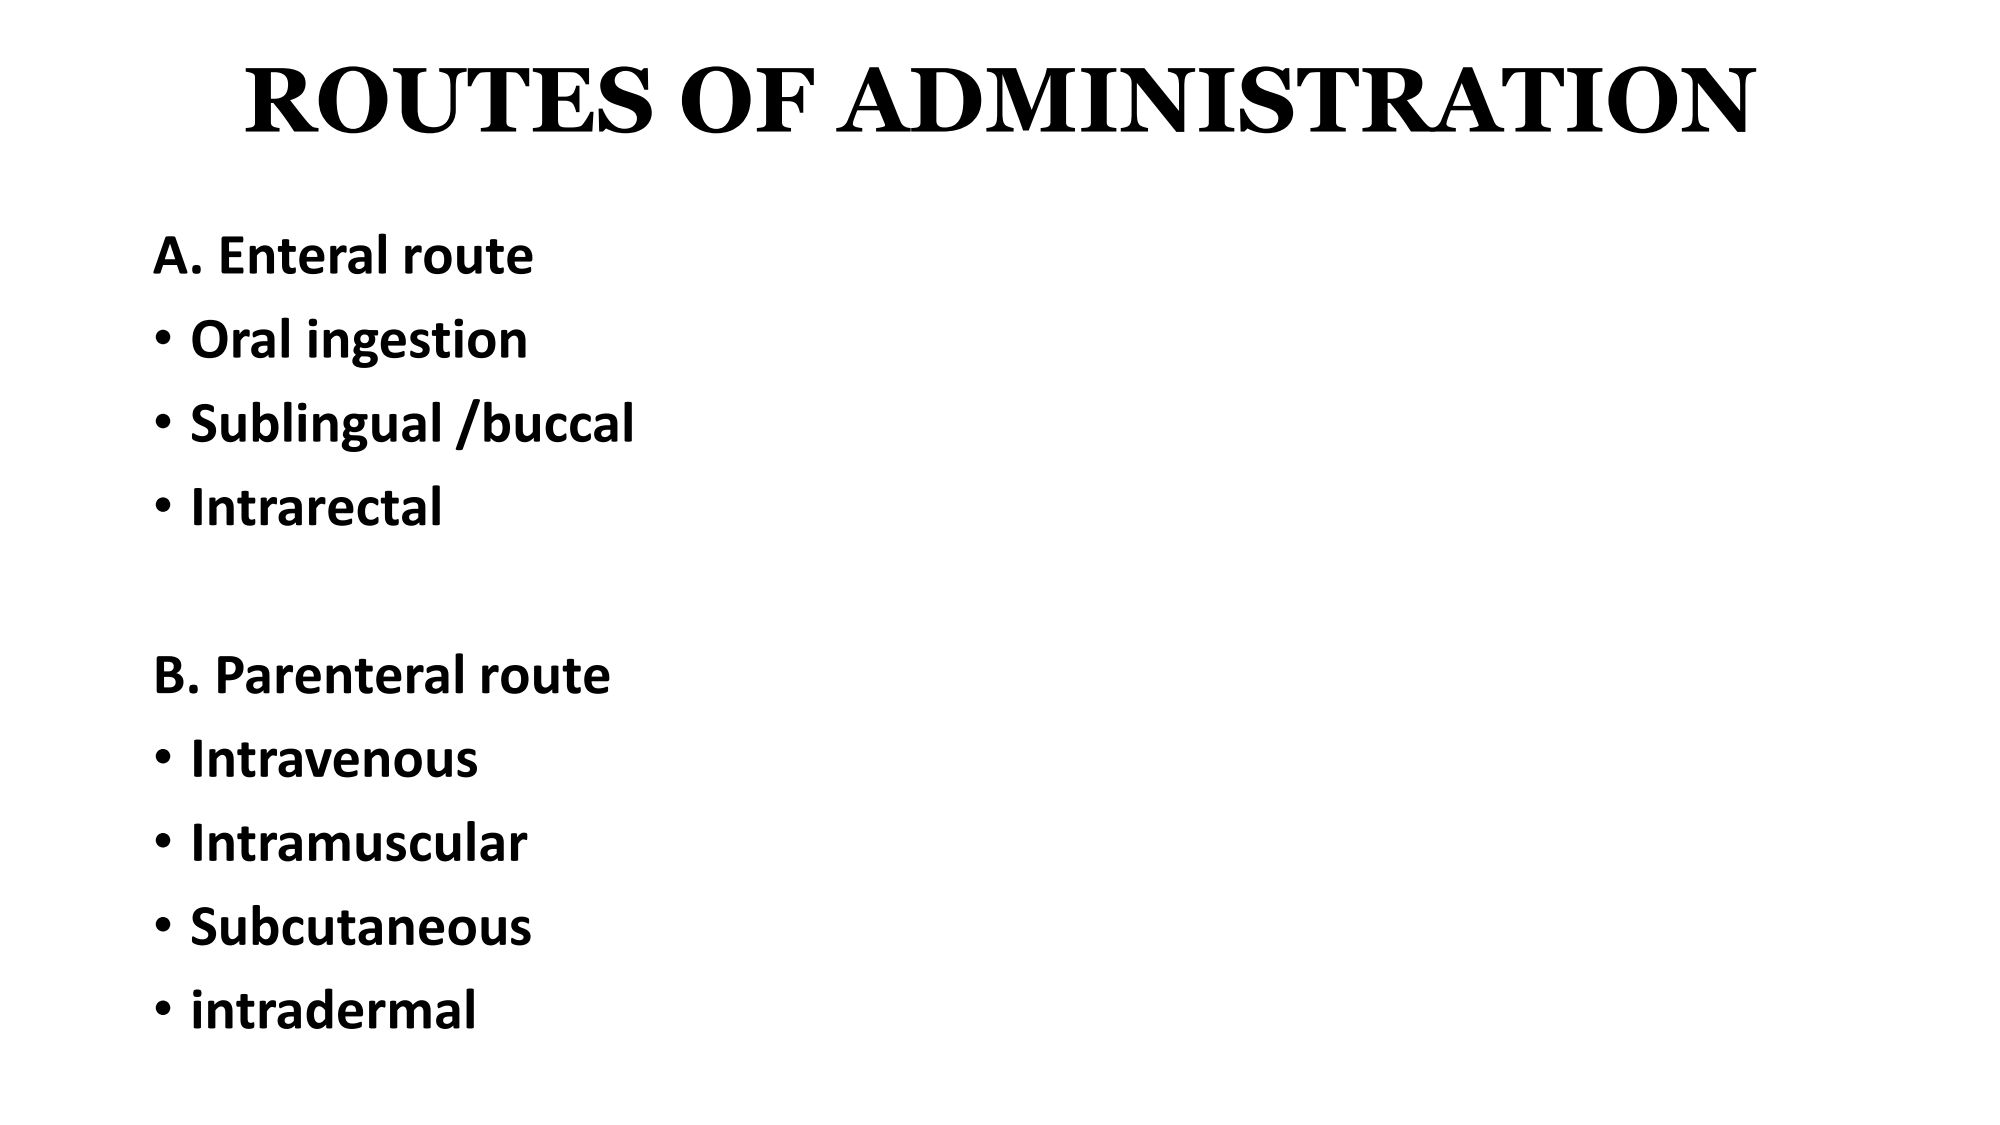 ROUTES OF ADMINISTRATION
A. Enteral route
• Oral ingestion
• Sublingual /buccal
• Intrarectal
B. Parenteral route
• Intravenous
• Intramuscular
• Subcutaneous
• intradermal